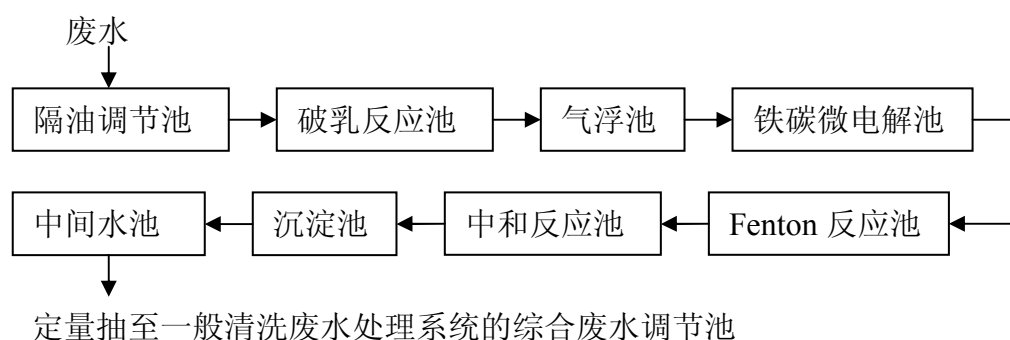 废水
隔油调节池 破乳反应池 气浮池 铁碳微电解池
中间水池 沉淀池 中和反应池 Fenton 反应池
定量抽至一般清洗废水处理系统的综合废水调节池